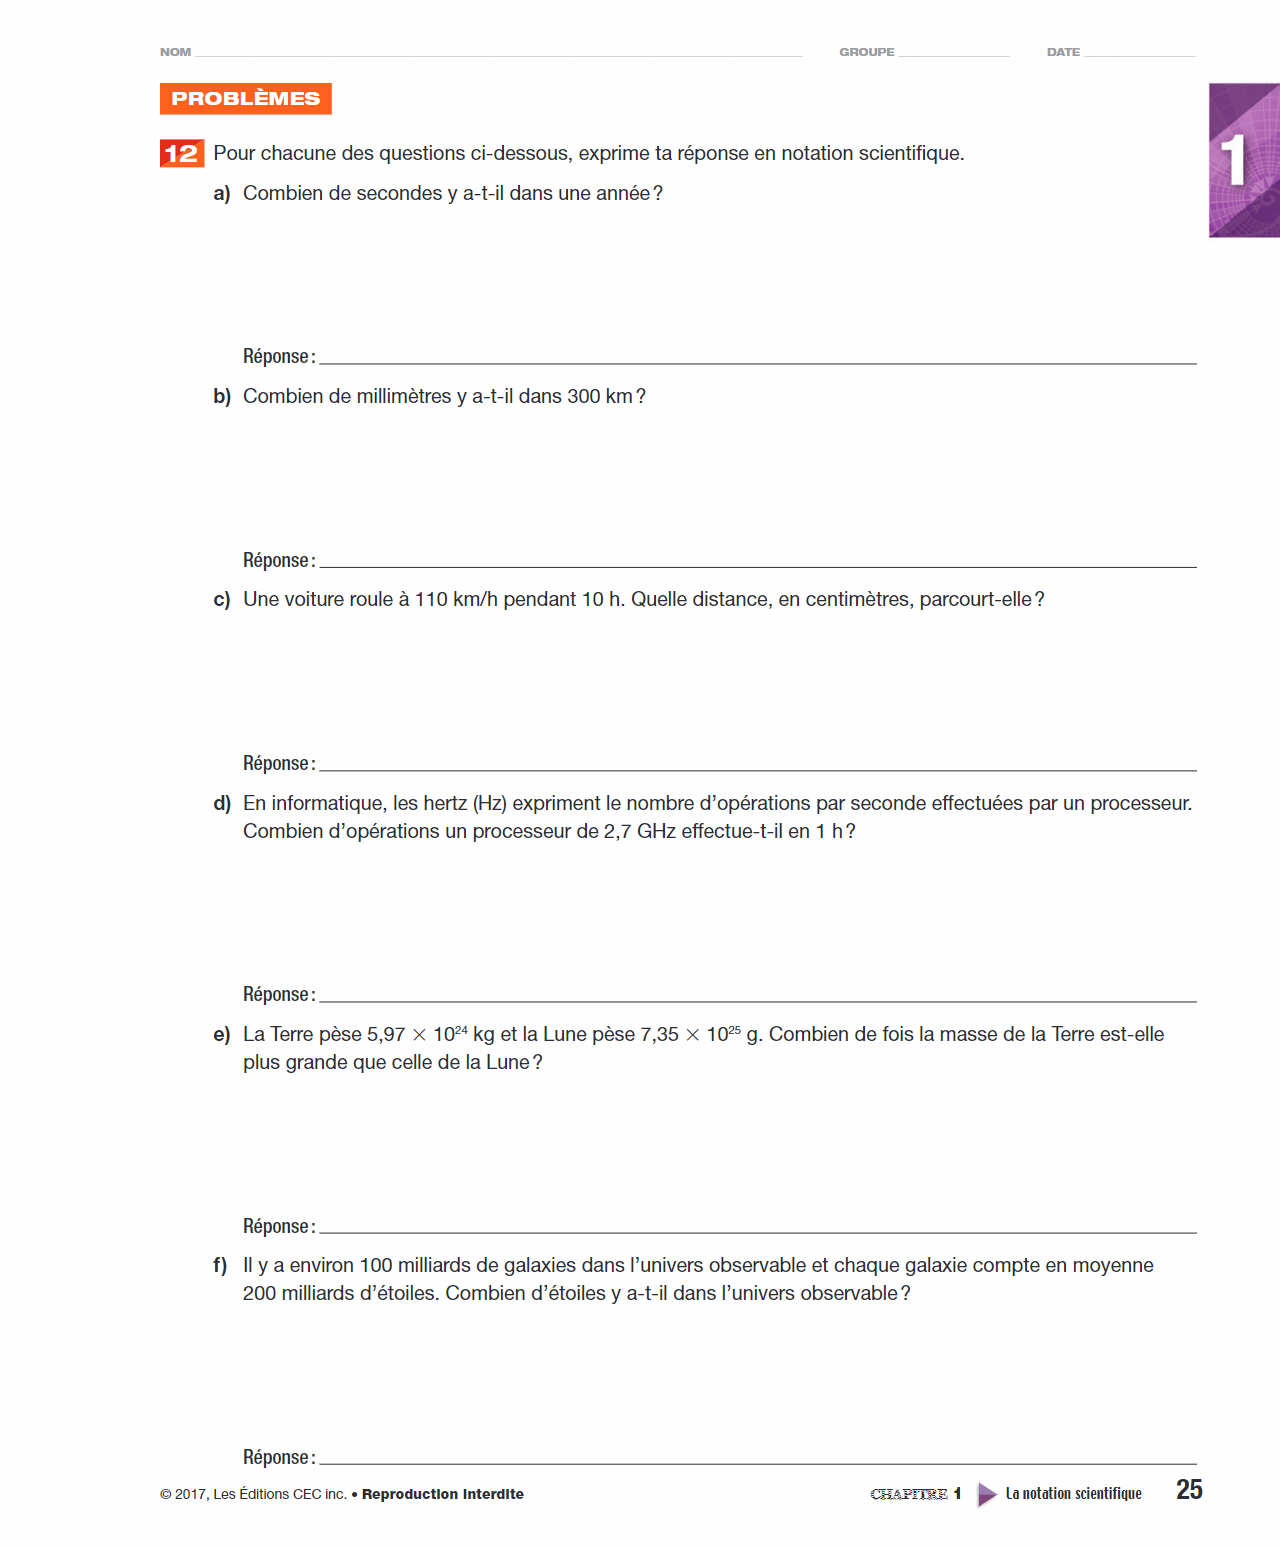 NOM GROUPE DATE
PROBLÈMES
1
12 Pour chacune des questions ci-dessous, exprime ta réponse en notation scientifique.
a) Combien de secondes y a-t-il dans une année ?
Réponse :
b) Combien de millimètres y a-t-il dans 300 km ?
Réponse :
c) Une voiture roule à 110 km/h pendant 10 h. Quelle distance, en centimètres, parcourt-elle ?
Réponse :
d) En informatique, les hertz (Hz) expriment le nombre d’opérations par seconde effectuées par un processeur.
Combien d’opérations un processeur de 2,7 GHz effectue-t-il en 1 h ?
Réponse :
e) La Terre pèse 5,97 × 10²⁴ kg et la Lune pèse 7,35 × 10²⁵ g. Combien de fois la masse de la Terre est-elle
plus grande que celle de la Lune ?
Réponse :
f) Il y a environ 100 milliards de galaxies dans l’univers observable et chaque galaxie compte en moyenne
200 milliards d’étoiles. Combien d’étoiles y a-t-il dans l’univers observable ?
Réponse :
© 2017, Les Éditions CEC inc. • Reproduction interdite CHAPITRE 1 La notation scientifique 25